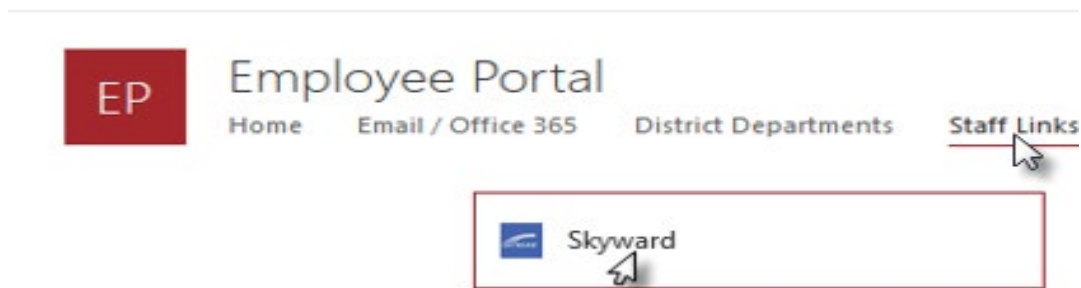 EP
Employee Portal
Home Email / Office 365 District Departments Staff Links
Skyward